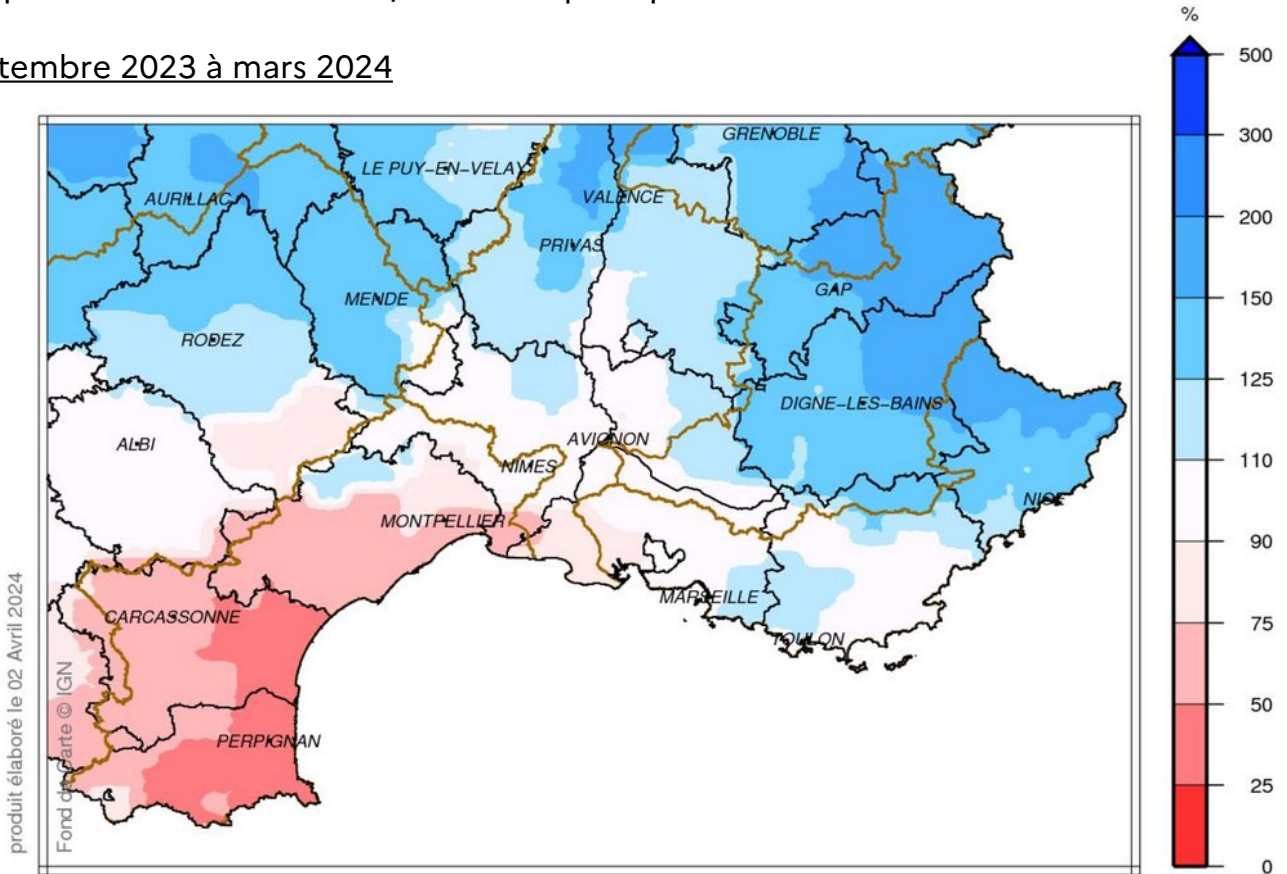 tembre 2023 à mars 2024
%
500
300
200
150
125
110
90
75
50
25
0
GRENOBLE
LE PUY-EN-VELAY
AURILLAC
VALENCE
PRIVAS
GAP
MENDE
RODEZ
DIGNE-LES-BAINS
ALBI
AVIGNON
NIMES
NICE
MONTPELLIER
MARSEILLE
CARCASSONNE
TOULON
PERPIGNAN
produit élaboré le 02 Avril 2024
Fond de Carte © IGN